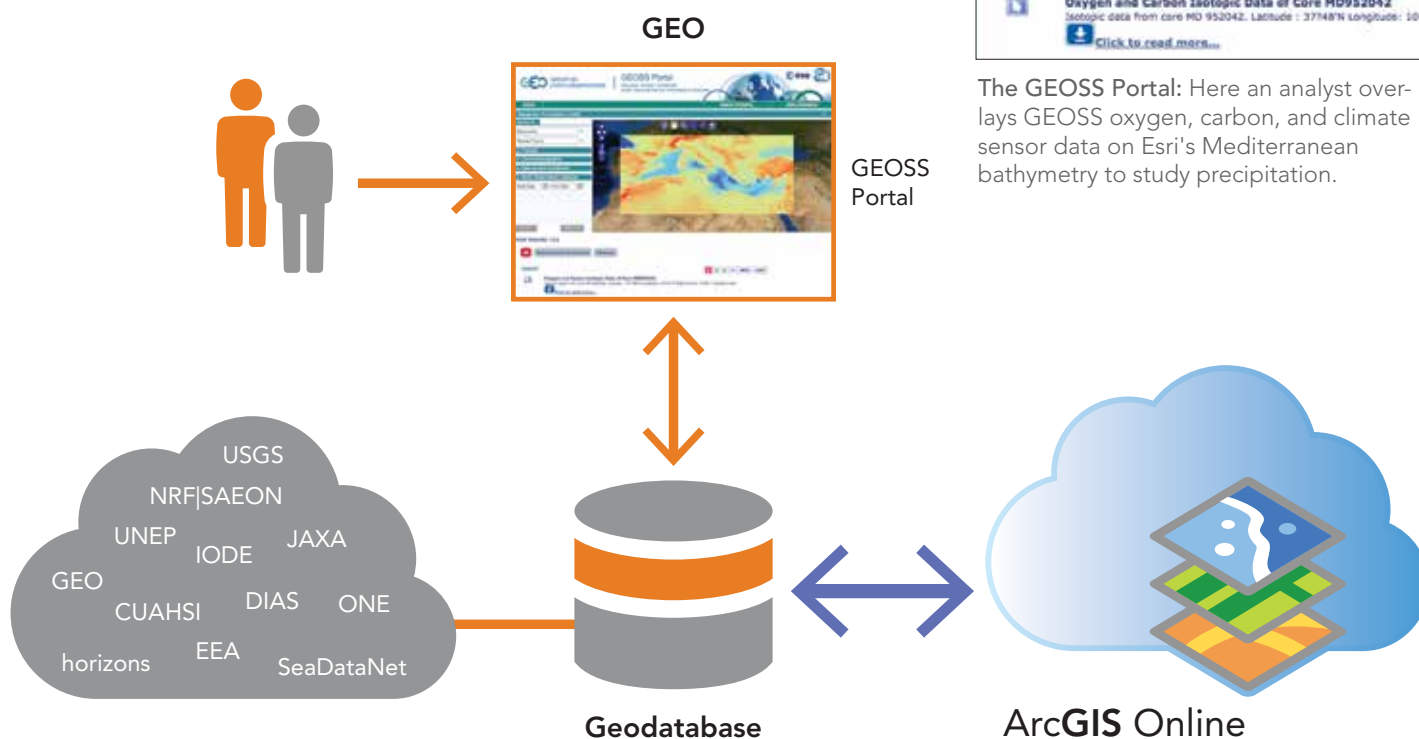 GEO
Oxygen and Carbon Isotopic Data of Core MD952042
Isotopic data from core MD 952042. Latitude : 37748'N Longitude: 10
Click to read more...
The GEOSS Portal: Here an analyst over-
lays GEOSS oxygen, carbon, and climate
sensor data on Esri's Mediterranean
bathymetry to study precipitation.
GEOSS Portal
GEOSS
Portal
USGS
NRF|SAEON
UNEP
IODE
JAXA
GEO
CUAHSI
DIAS
ONE
horizons
EEA
SeaDataNet
Geodatabase
ArcGIS Online